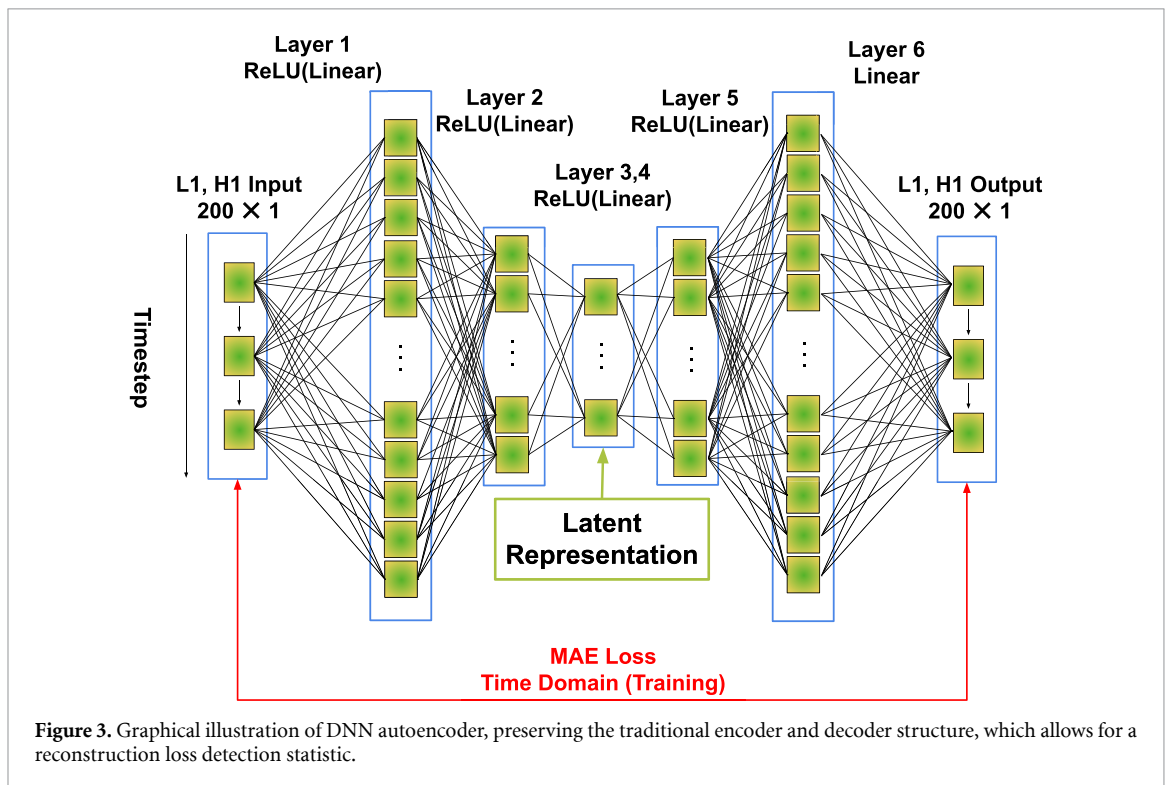 Layer 1
ReLU(Linear)
Layer 2
ReLU(Linear)
Layer 3,4
ReLU(Linear)
Layer 5
ReLU(Linear)
Layer 6
Linear
L1, H1 Input
200 × 1
L1, H1 Output
200 × 1
Timestep
Latent
Representation
MAE Loss
Time Domain (Training)
Figure 3. Graphical illustration of DNN autoencoder, preserving the traditional encoder and decoder structure, which allows for a
reconstruction loss detection statistic.